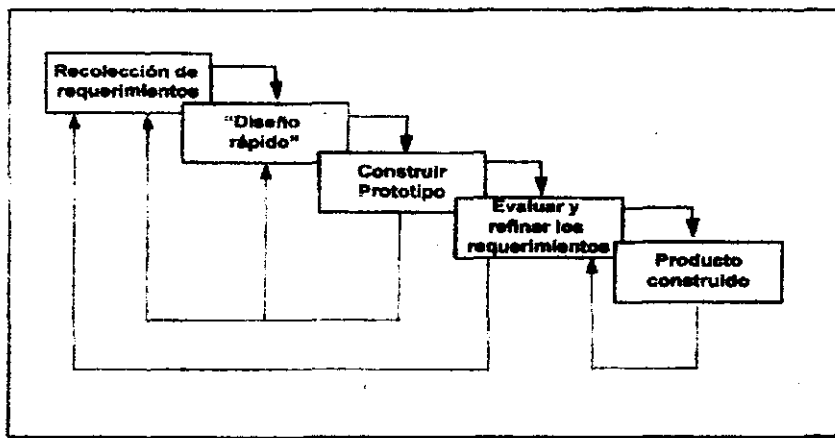 Recolección de
requerimientos
"Diseño
rápido"
Construir
Prototipo
Evaluar y
refinar los
requerimientos
Producto
construido